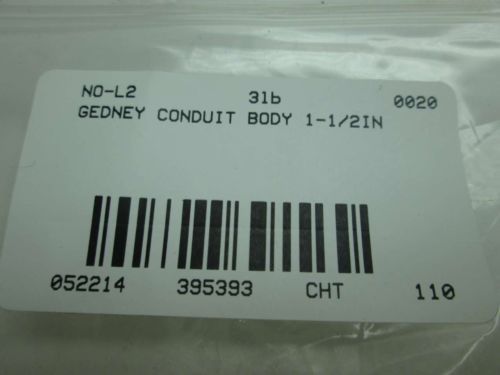 NO-L2 3lb 0020
GEDNEY CONDUIT BODY 1-1/2IN
052214 395393 CHT 110